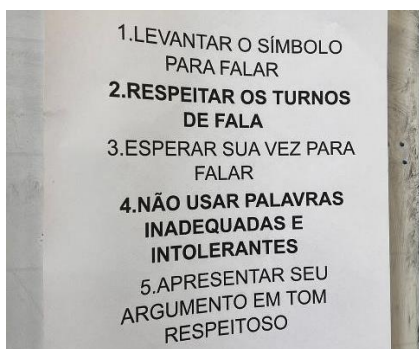 1.LEVANTAR O SÍMBOLO
PARA FALAR
2.RESPEITAR OS TURNOS
DE FALA
3.ESPERAR SUA VEZ PARA
FALAR
4.NÃO USAR PALAVRAS
INADEQUADAS E
INTOLERANTES
5.APRESENTAR SEU
ARGUMENTO EM TOM
RESPEITOSO